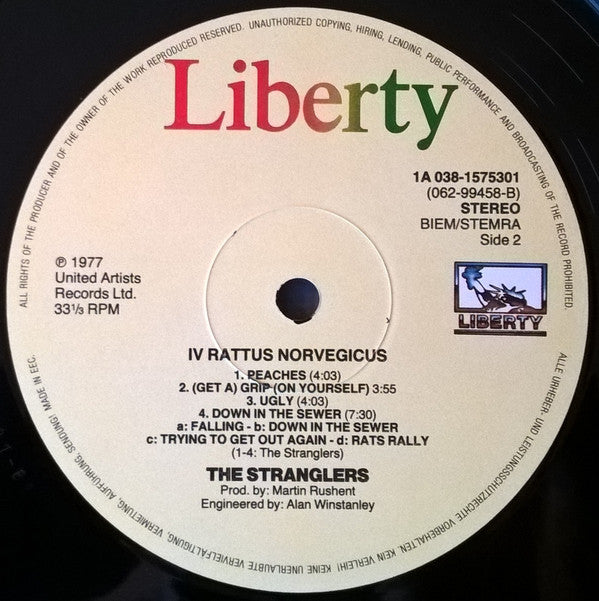 ALL RIGHTS OF THE PRODUCER AND OF THE OWNER OF THE WORK REPRODUCED RESERVED. UNAUTHORIZED COPYING, HIRING, LENDING, PUBLIC PERFORMANCE AND BROADCASTING OF THE RECORD PROHIBITED.
Liberty
1A 038-1575301
(062-99458-B)
STEREO
BIEM/STEMRA
Side 2
℗ 1977
United Artists
Records Ltd.
33⅓ RPM
LIBERTY
IV RATTUS NORVEGICUS
1. PEACHES (4:03)
2. (GET A) GRIP (ON YOURSELF) 3:55
3. UGLY (4:03)
4. DOWN IN THE SEWER (7:30)
a: FALLING - b: DOWN IN THE SEWER
c: TRYING TO GET OUT AGAIN - d: RATS RALLY
(1-4: The Stranglers)
THE STRANGLERS
Prod. by: Martin Rushent
Engineered by: Alan Winstanley
ALLE URHEBER- UND LEISTUNGSSCHUTZRECHTE VORBEHALTEN. KEIN VERLEIH! KEINE UNERLAUBTE VERVIELFALTIGUNG, VERMIETUNG, AUFFUHRUNG, SENDUNG! MADE IN EEC.